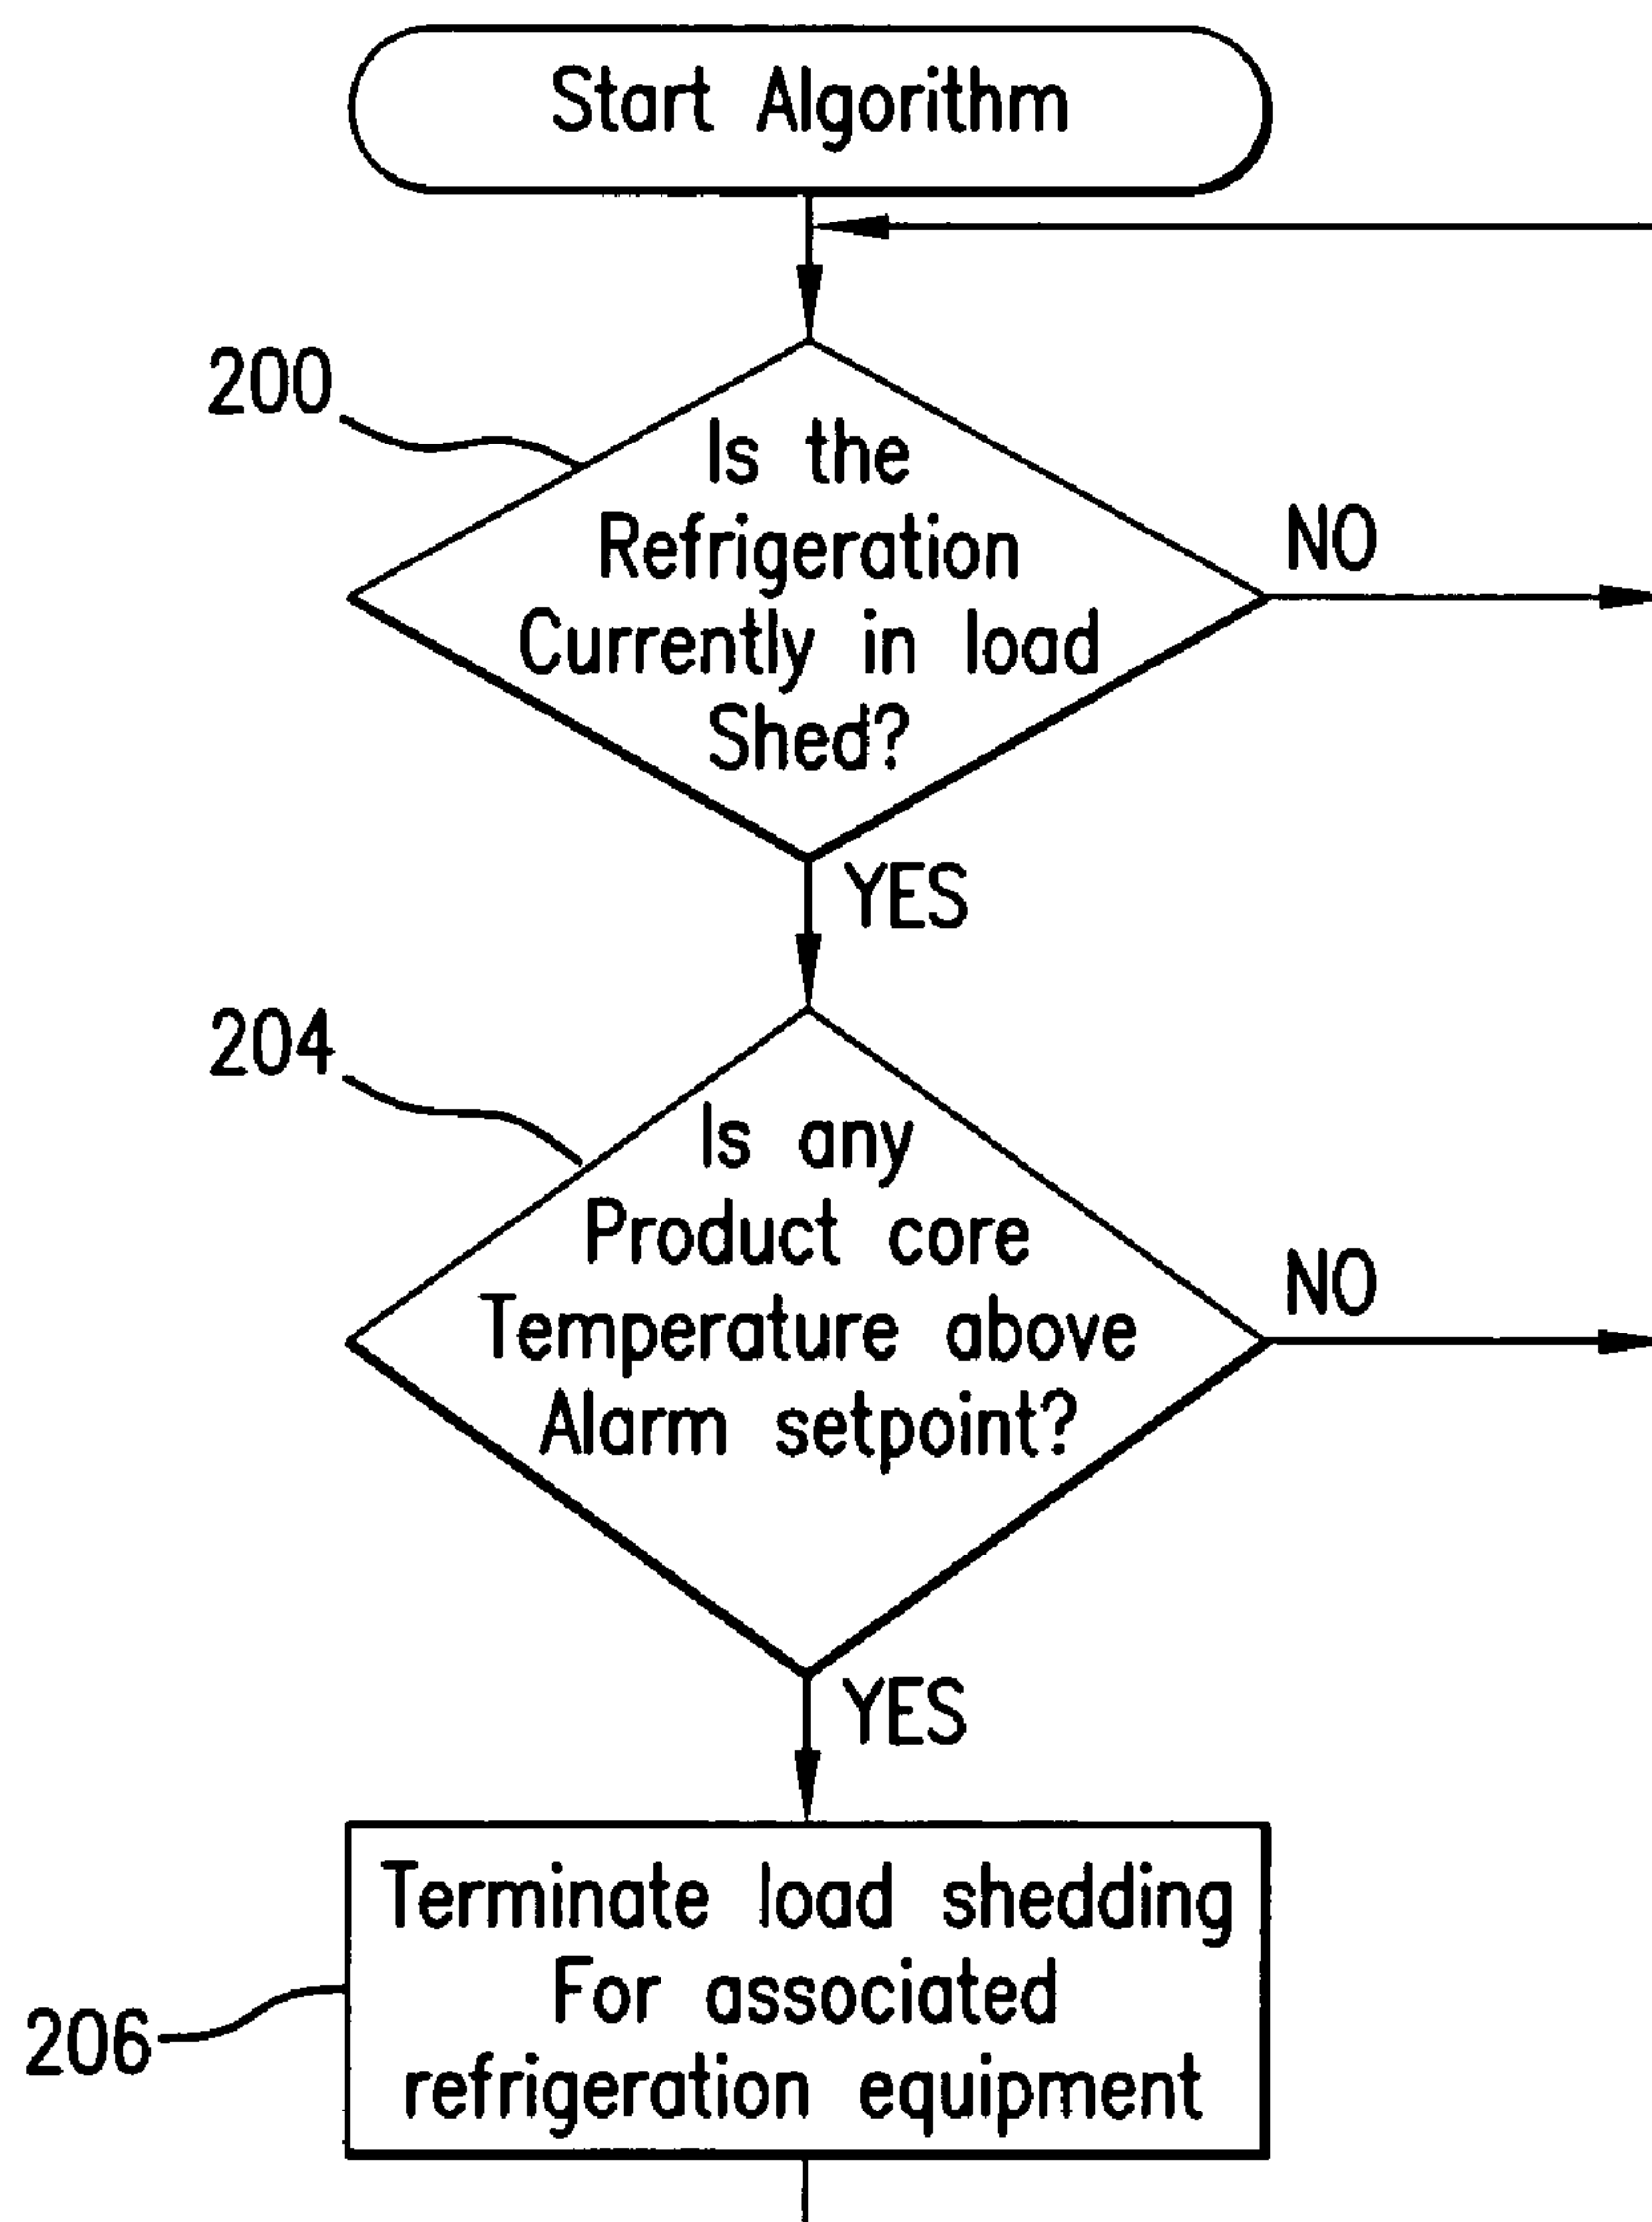 Start Algorithm
200
Is the
Refrigeration
Currently in load
Shed?
NO
YES
204
Is any
Product core
Temperature above
Alarm setpoint?
NO
YES
206
Terminate load shedding
For associated
refrigeration equipment